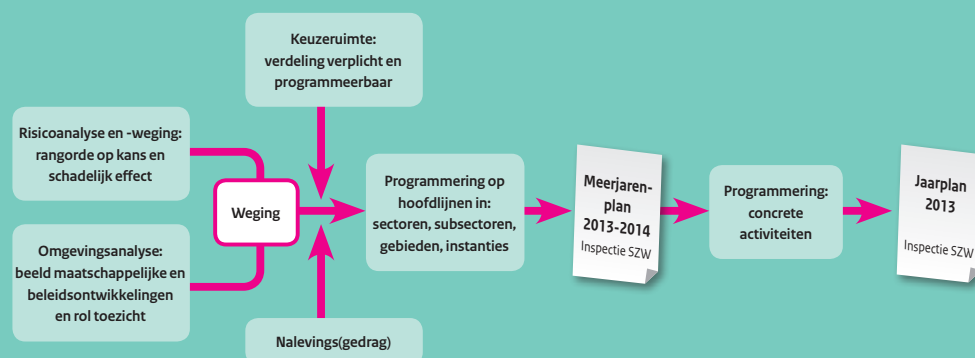 Keuzeruimte:
verdeling verplicht en
programmeerbaar
Risicoanalyse en -weging:
rangorde op kans en
schadelijk effect
Weging
Omgevingsanalyse:
beeld maatschappelijke en
beleidsontwikkelingen
en rol toezicht
Nalevings(gedrag)
Programmering op
hoofdlijnen in:
sectoren, subsectoren,
gebieden, instanties
Meerjaren-
plan
2013-2014
Inspectie SZW
Programmering:
concrete
activiteiten
Jaarplan
2013
Inspectie SZW